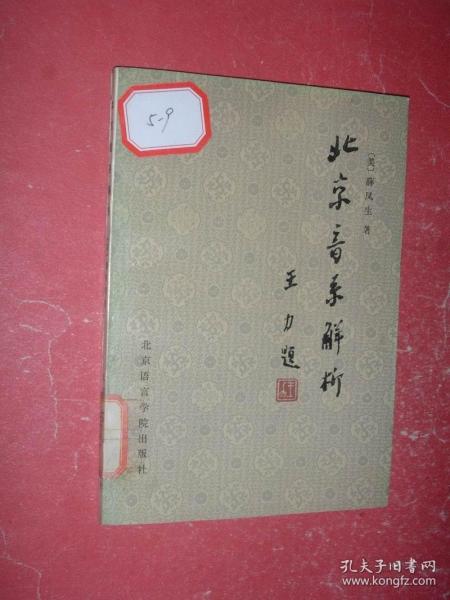 5-9
〔美〕薛凤生 著
北京音系解析
王力题
北京语言学院出版社
孔夫子旧书网
www.kongfz.com